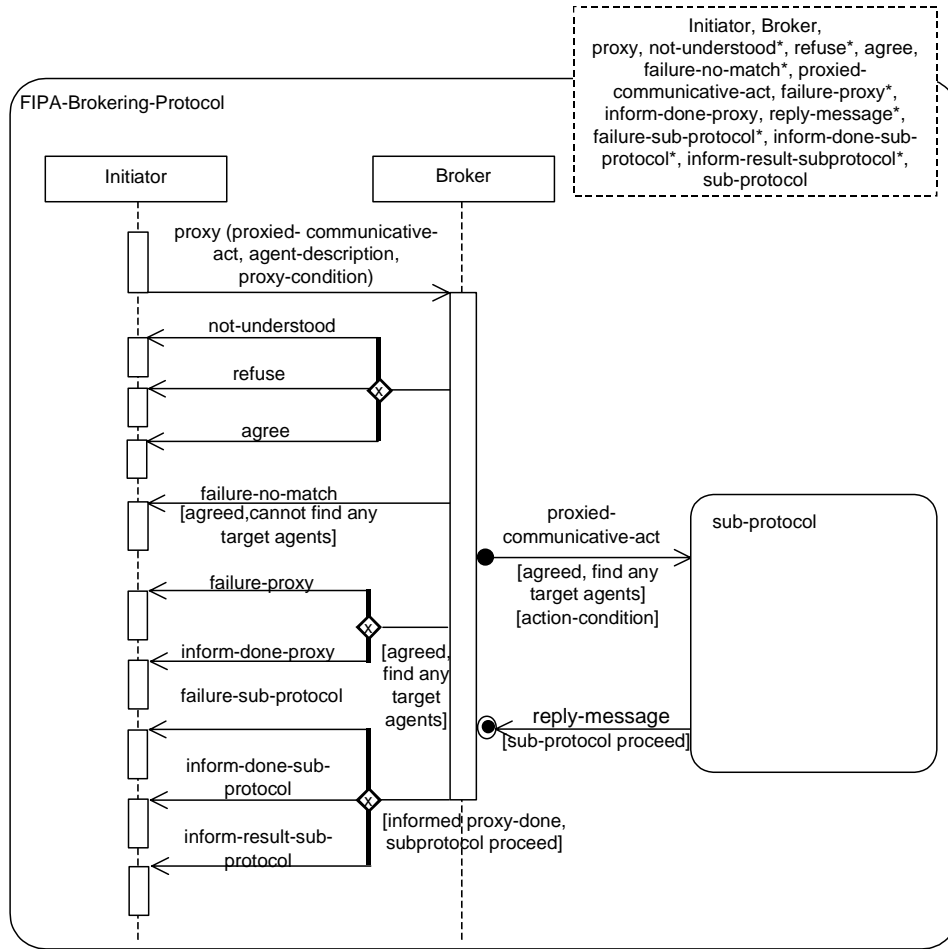 Initiator, Broker,
proxy, not-understood*, refuse*, agree,
failure-no-match*, proxied-
communicative-act, failure-proxy*,
inform-done-proxy, reply-message*,
failure-sub-protocol*, inform-done-sub-
protocol*, inform-result-subprotocol*,
sub-protocol
FIPA-Brokering-Protocol
Initiator
Broker
proxy (proxied- communicative-
act, agent-description,
proxy-condition)
not-understood
refuse
x
agree
failure-no-match
[agreed,cannot find any
target agents]
proxied-
communicative-act
[agreed, find any
target agents]
[action-condition]
sub-protocol
failure-proxy
x
inform-done-proxy
[agreed,
find any
target
agents]
failure-sub-protocol
reply-message
[sub-protocol proceed]
inform-done-sub-
protocol
x
[informed proxy-done,
subprotocol proceed]
inform-result-sub-
protocol